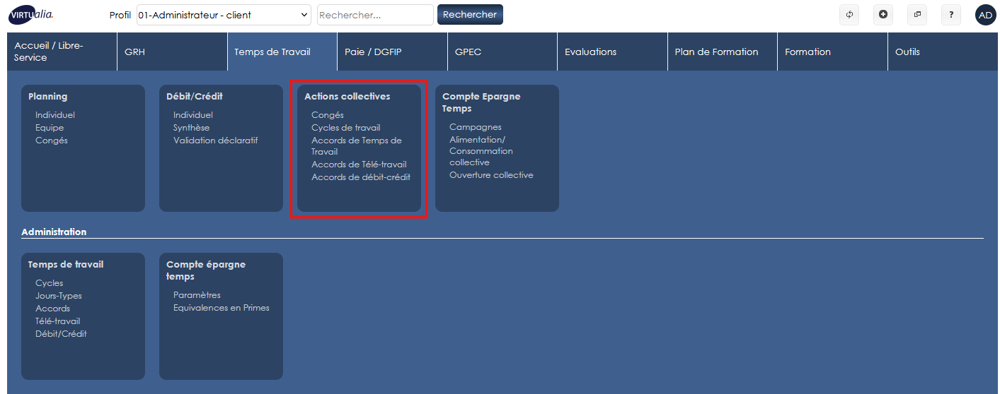 VIRTUalia.
Profil 01-Administrateur - client Rechercher... Rechercher ? AD
Accueil / Libre-
Service
GRH
Temps de Travail
Paie / DGFIP
GPEC
Evaluations
Plan de Formation
Formation
Outils
Planning
Individuel
Equipe
Congés
Débit/Crédit
Individuel
Synthèse
Validation déclaratif
Actions collectives
Congés
Cycles de travail
Accords de Temps de
Travail
Accords de Télé-travail
Accords de débit-crédit
Compte Epargne
Temps
Campagnes
Alimentation/
Consommation
collective
Ouverture collective
Administration
Temps de travail
Cycles
Jours-Types
Accords
Télé-travail
Débit/Crédit
Compte épargne
temps
Paramètres
Equivalences en Primes